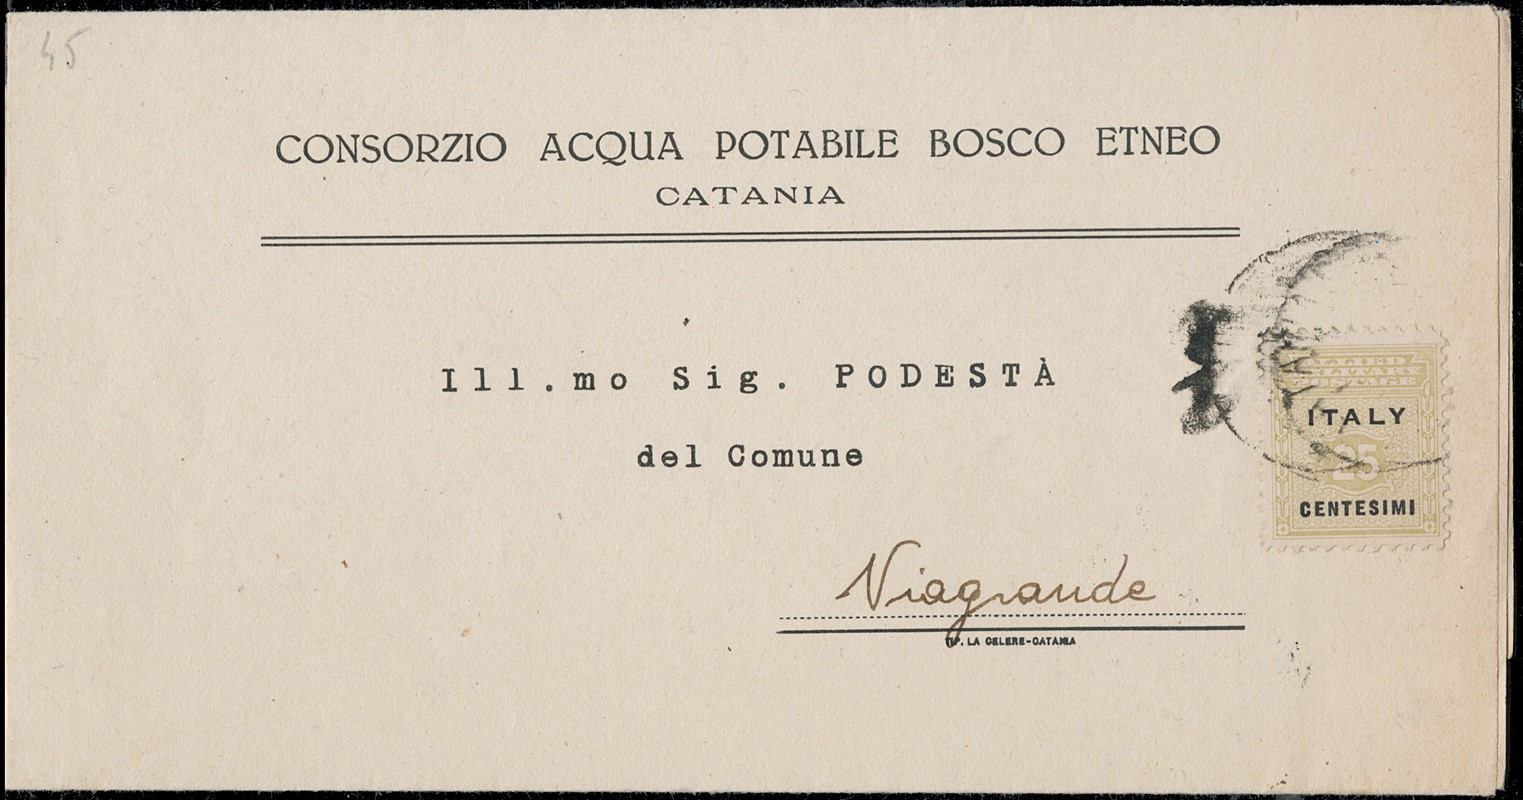 45
CONSORZIO ACQUA POTABILE BOSCO ETNEO
CATANIA
Ill.mo Sig. PODESTÀ
del Comune
ALLIED
MILITARY
POSTAGE
ITALY
25
CENTESIMI
Viagrande
TIP. LA CELERE-CATANIA